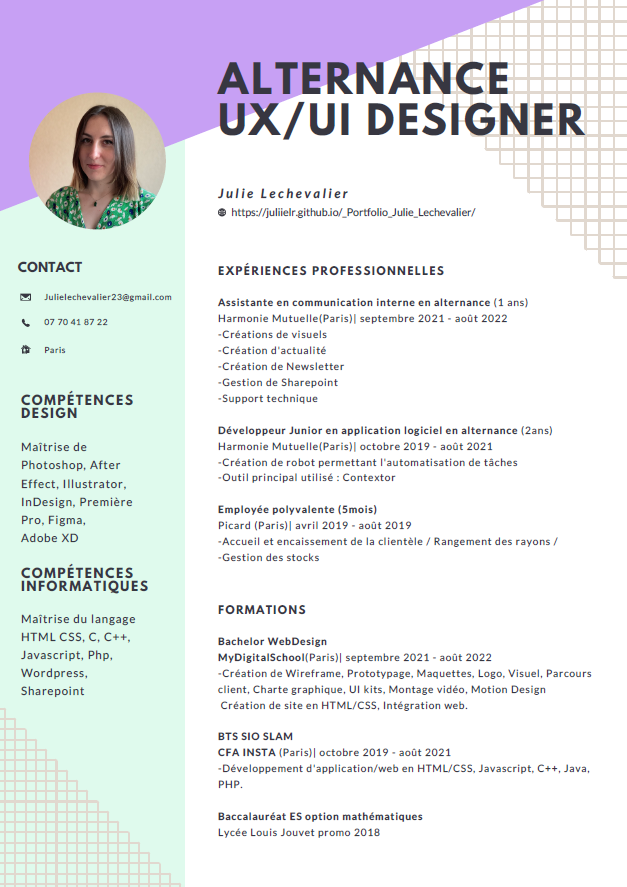 ALTERNANCE
UX/UI DESIGNER
Julie Lechevalier
https://juliielr.github.io/_Portfolio_Julie_Lechevalier/
CONTACT
Julielechevalier23@gmail.com
07 70 41 87 22
Paris
COMPÉTENCES
DESIGN
Maîtrise de
Photoshop, After
Effect, Illustrator,
InDesign, Première
Pro, Figma,
Adobe XD
COMPÉTENCES
INFORMATIQUES
Maîtrise du langage
HTML CSS, C, C++,
Javascript, Php,
Wordpress,
Sharepoint
EXPÉRIENCES PROFESSIONNELLES
Assistante en communication interne en alternance (1 ans)
Harmonie Mutuelle(Paris)| septembre 2021 - août 2022
-Créations de visuels
-Création d'actualité
-Création de Newsletter
-Gestion de Sharepoint
-Support technique
Développeur Junior en application logiciel en alternance (2ans)
Harmonie Mutuelle(Paris)| octobre 2019 - août 2021
-Création de robot permettant l'automatisation de tâches
-Outil principal utilisé : Contextor
Employée polyvalente (5mois)
Picard (Paris)| avril 2019 - août 2019
-Accueil et encaissement de la clientèle / Rangement des rayons /
-Gestion des stocks
FORMATIONS
Bachelor WebDesign
MyDigitalSchool(Paris)| septembre 2021 - août 2022
-Création de Wireframe, Prototypage, Maquettes, Logo, Visuel, Parcours
client, Charte graphique, UI kits, Montage vidéo, Motion Design
Création de site en HTML/CSS, Intégration web.
BTS SIO SLAM
CFA INSTA (Paris)| octobre 2019 - août 2021
-Développement d'application/web en HTML/CSS, Javascript, C++, Java,
PHP.
Baccalauréat ES option mathématiques
Lycée Louis Jouvet promo 2018